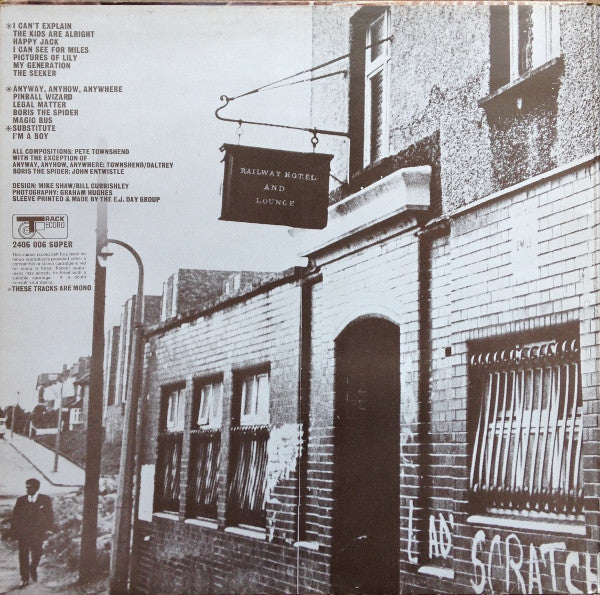 *I CAN'T EXPLAIN
THE KIDS ARE ALRIGHT
HAPPY JACK
I CAN SEE FOR MILES
PICTURES OF LILY
MY GENERATION
THE SEEKER
*ANYWAY, ANYHOW, ANYWHERE
PINBALL WIZARD
LEGAL MATTER
BORIS THE SPIDER
MAGIC BUS
*SUBSTITUTE
I'M A BOY
ALL COMPOSITIONS: PETE TOWNSHEND
WITH THE EXCEPTION OF
ANYWAY, ANYHOW, ANYWHERE: TOWNSHEND/DALTREY
BORIS THE SPIDER: JOHN ENTWISTLE
DESIGN: MIKE SHAW/BILL CURBISHLEY
PHOTOGRAPHY: GRAHAM HUGHES
SLEEVE PRINTED & MADE BY THE E.J. DAY GROUP
TRACK
RECORD
2406 006 SUPER
*THESE TRACKS ARE MONO
RAILWAY HOTEL
AND
LOUNGE
SCRATCH